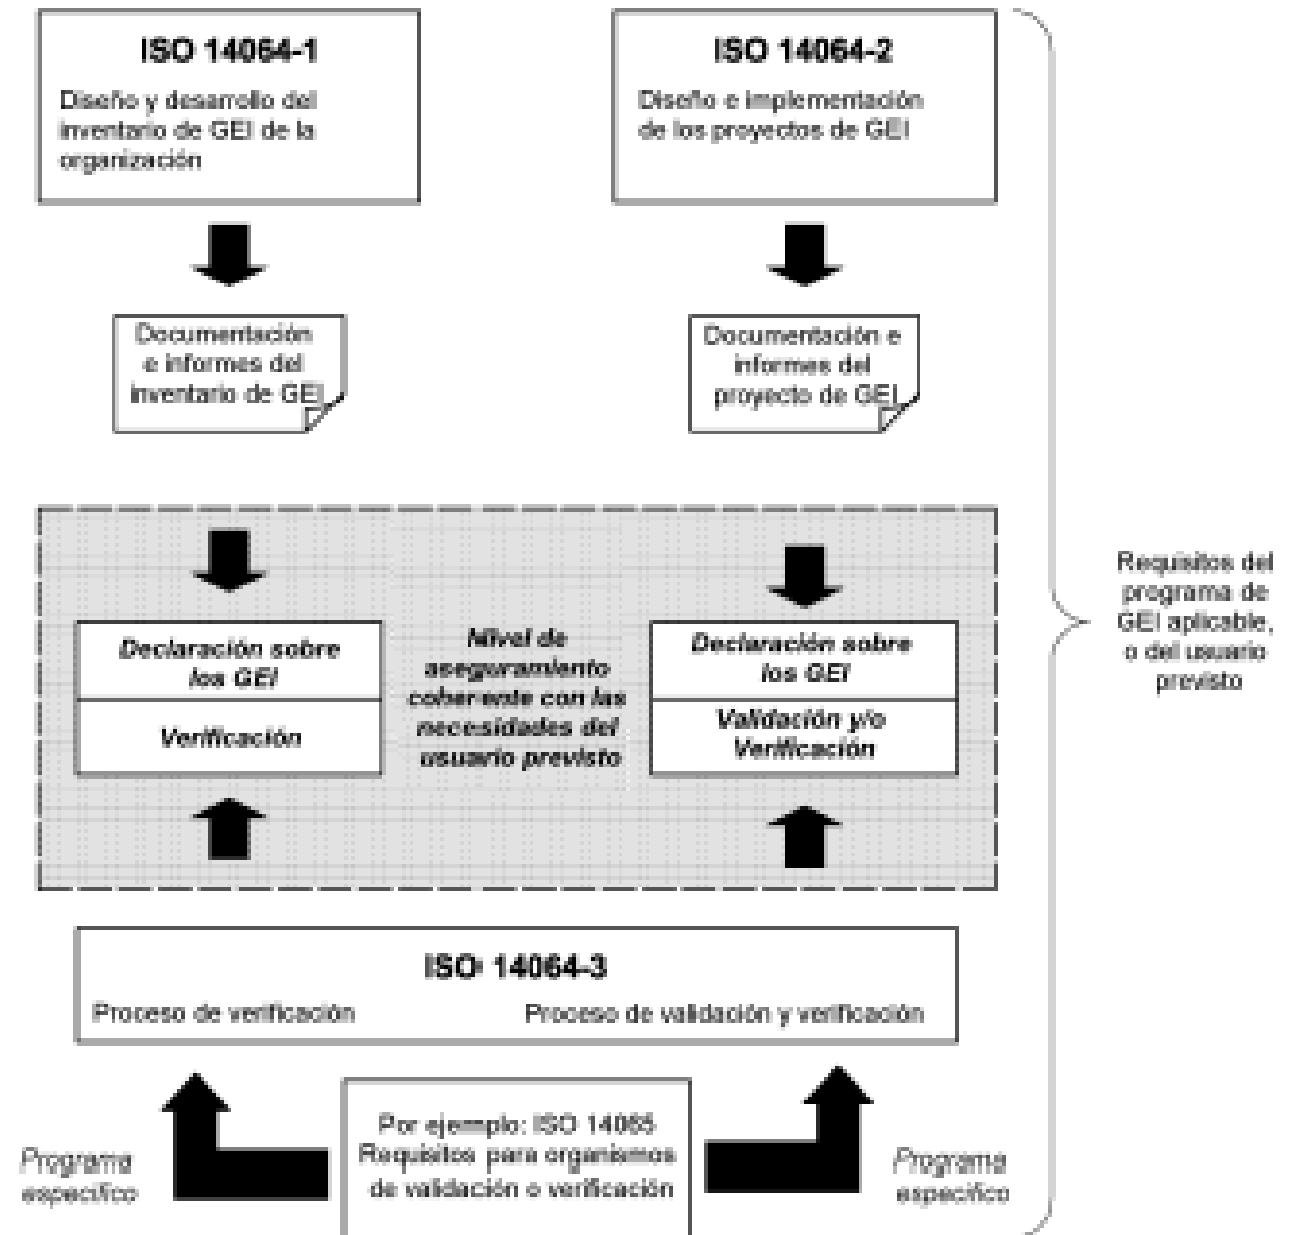 ISO 14064-1
Diseño y desarrollo del
inventario de GEI de la
organización
ISO 14064-2
Diseño e implementación
de los proyectos de GEI
Documentación
e informes del
inventario de GEI
Documentación e
informes del
proyecto de GEI
Declaración sobre
los GEI
Verificación
Nivel de
aseguramiento
coherente con las
necesidades del
usuario previsto
Declaración sobre
los GEI
Validación y/o
Verificación
Requisitos del
programa de
GEI aplicable,
o del usuario
previsto
ISO 14064-3
Proceso de verificación
Proceso de validación y verificación
Programa
específico
Por ejemplo: ISO 14065
Requisitos para organismos
de validación o verificación
Programa
específico